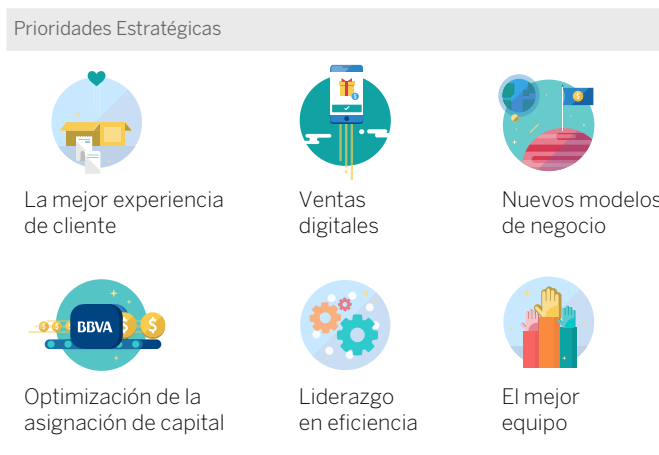 Prioridades Estratégicas
La mejor experiencia
de cliente
Ventas
digitales
Nuevos modelos
de negocio
BBVA
Optimización de la
asignación de capital
Liderazgo
en eficiencia
El mejor
equipo